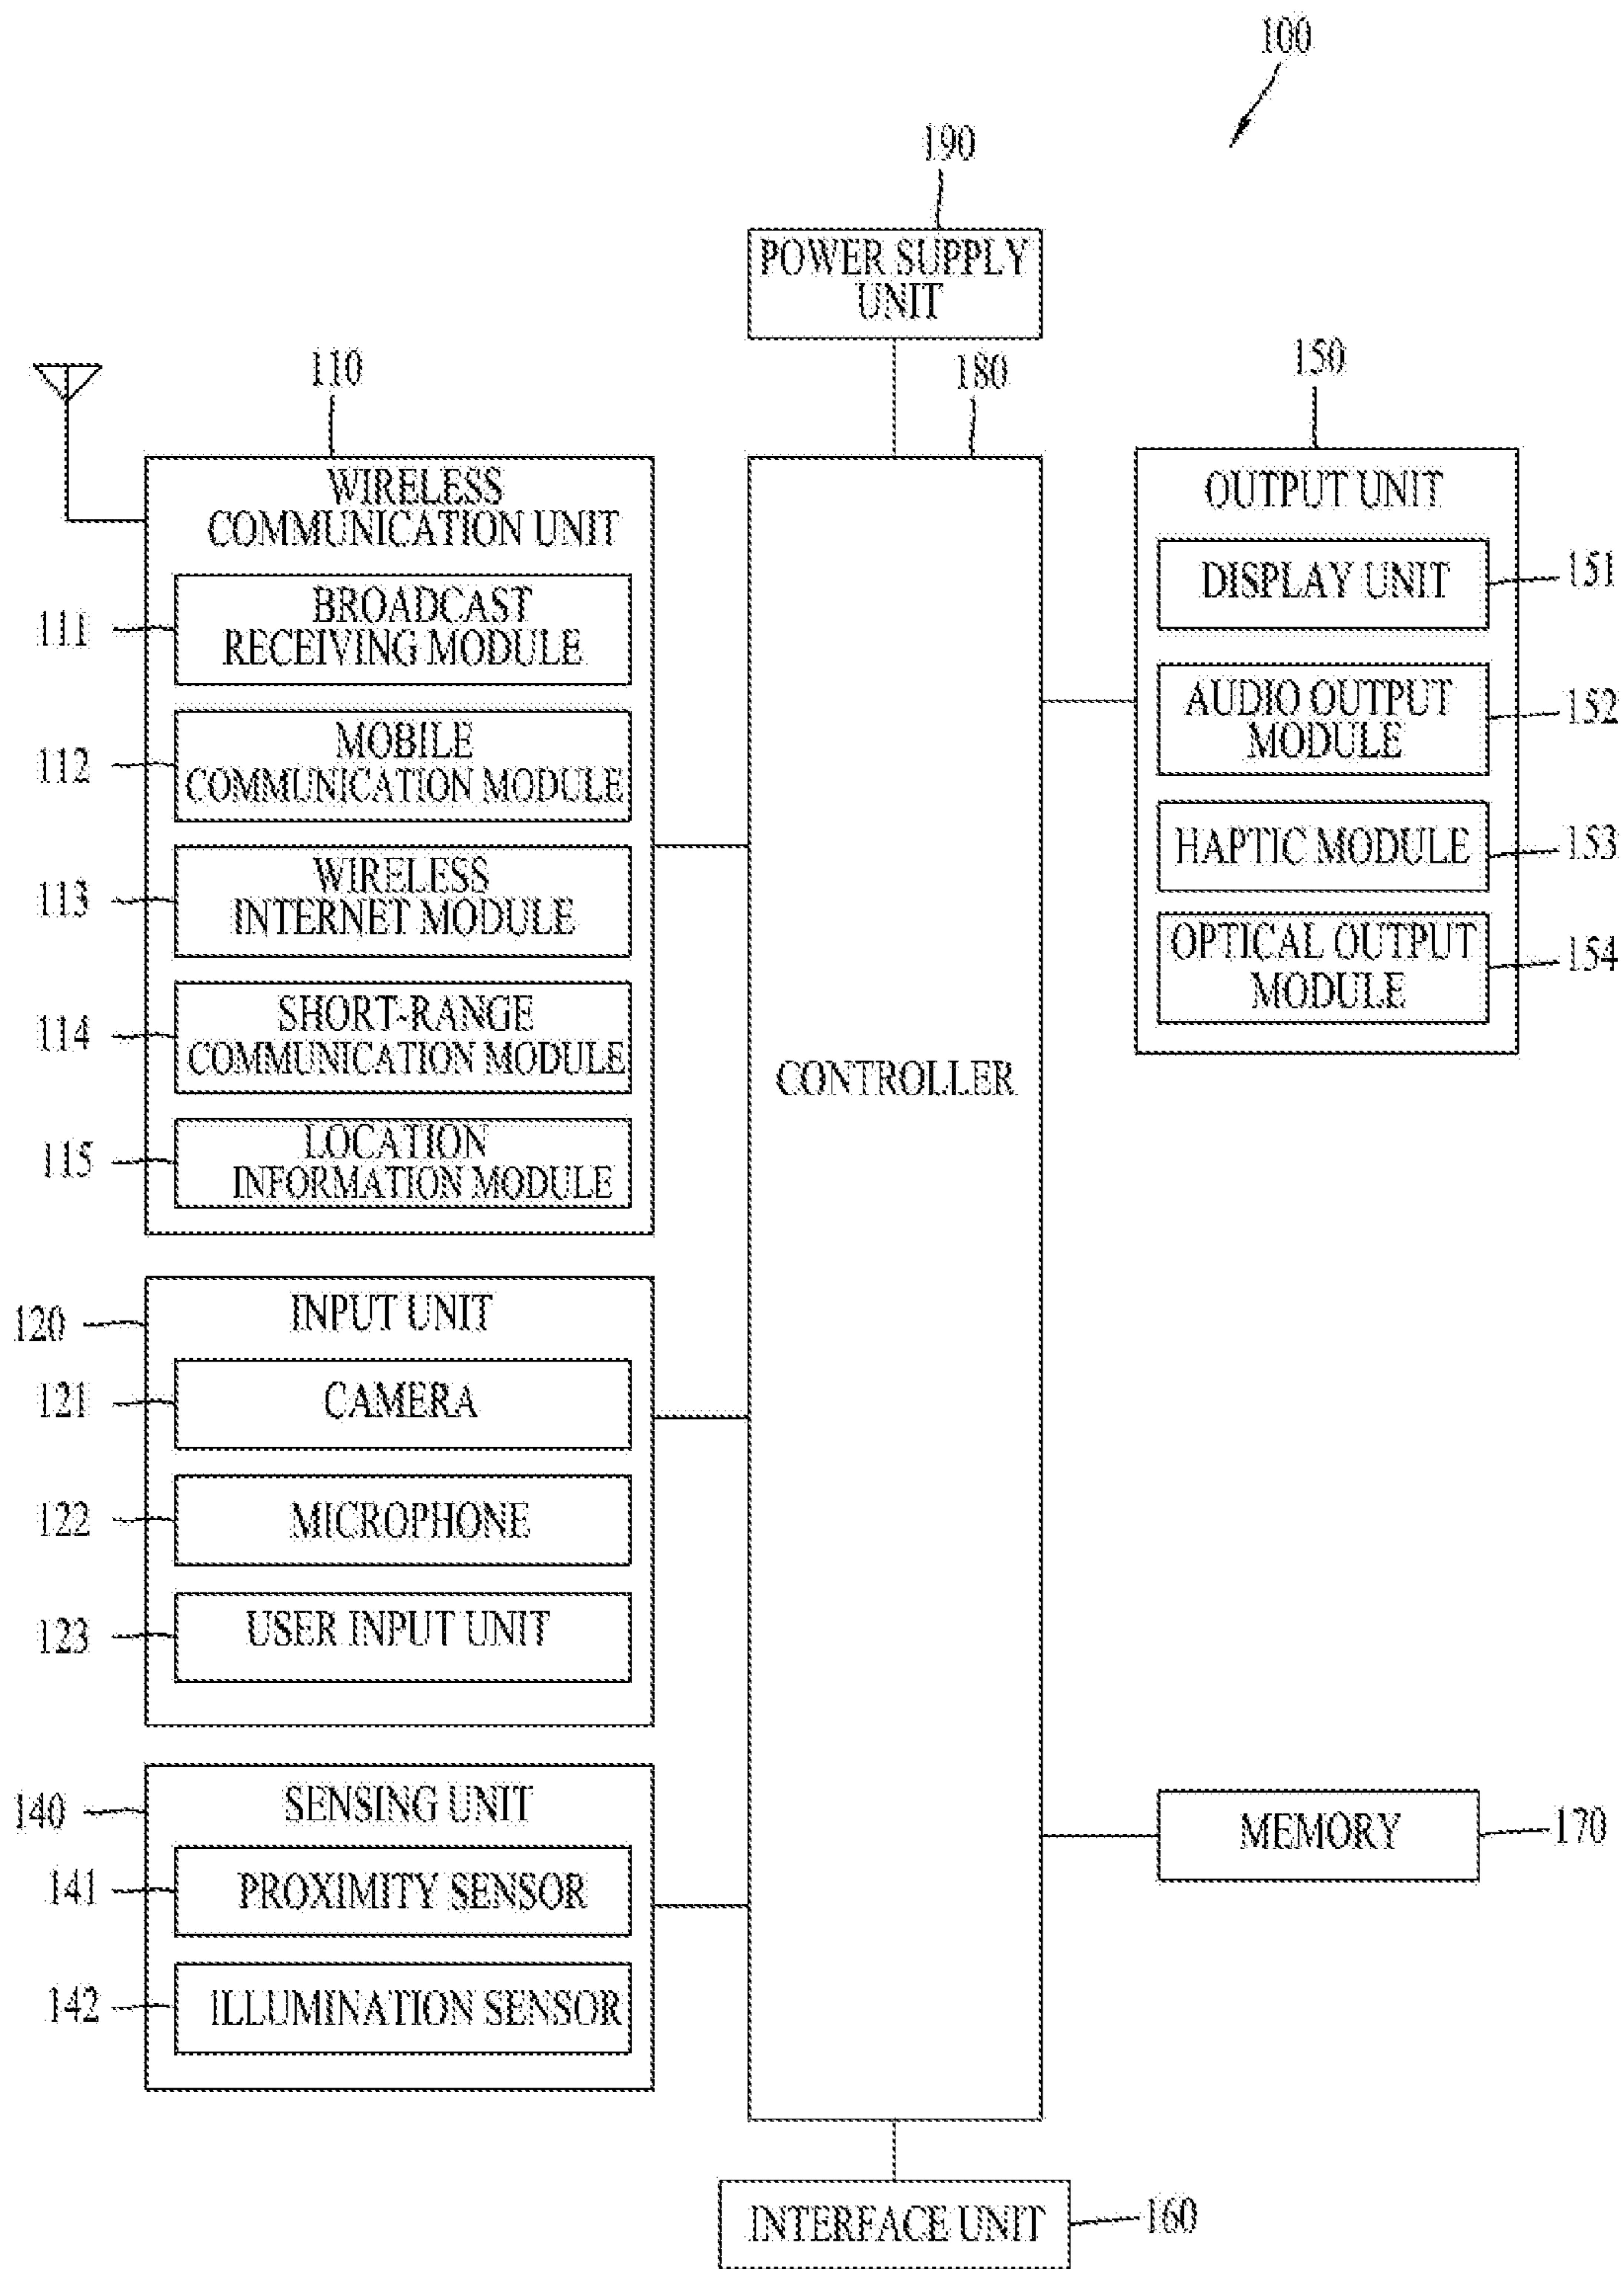 100
190
POWER SUPPLY
UNIT
110
180
150
WIRELESS
COMMUNICATION UNIT
111
BROADCAST
RECEIVING MODULE
112
MOBILE
COMMUNICATION MODULE
113
WIRELESS
INTERNET MODULE
114
SHORT-RANGE
COMMUNICATION MODULE
115
LOCATION
INFORMATION MODULE
120
INPUT UNIT
121
CAMERA
122
MICROPHONE
123
USER INPUT UNIT
140
SENSING UNIT
141
PROXIMITY SENSOR
142
ILLUMINATION SENSOR
CONTROLLER
OUTPUT UNIT
DISPLAY UNIT
151
AUDIO OUTPUT
MODULE
152
HAPTIC MODULE
153
OPTICAL OUTPUT
MODULE
154
MEMORY
170
INTERFACE UNIT
160